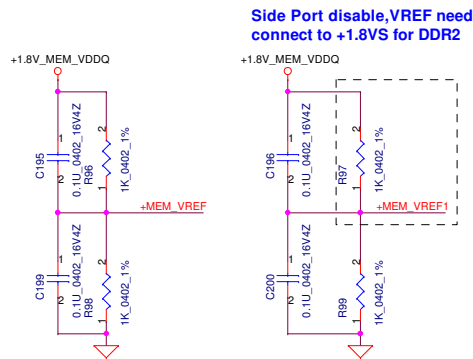 Side Port disable,VREF need
connect to +1.8VS for DDR2
+1.8V_MEM_VDDQ
+1.8V_MEM_VDDQ
1
2
C195
0.1U_0402_16V4Z
2
1
R96
1K_0402_1%
+MEM_VREF
1
2
C199
0.1U_0402_16V4Z
2
1
R98
1K_0402_1%
1
2
C196
0.1U_0402_16V4Z
2
1
R97
1K_0402_1%
+MEM_VREF1
1
2
C200
0.1U_0402_16V4Z
2
1
R99
1K_0402_1%